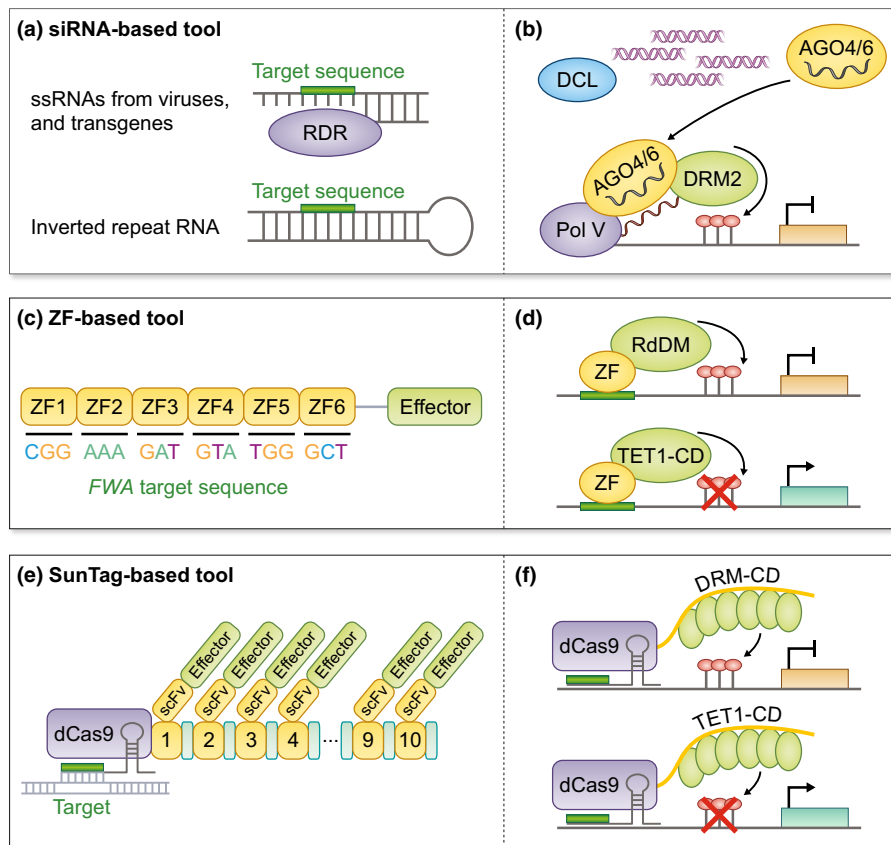 (a) siRNA-based tool
Target sequence
ssRNAs from viruses,
and transgenes
RDR
Target sequence
Inverted repeat RNA
(b)
DCL
AGO4/6
AGO4/6
DRM2
Pol V
(c) ZF-based tool
ZF1 ZF2 ZF3 ZF4 ZF5 ZF6 Effector
CGG AAA GAT GTA TGG GCT
FWA target sequence
(d)
RdDM
ZF
TET1-CD
ZF
(e) SunTag-based tool
Effector Effector Effector Effector Effector Effector
scFv scFv scFv scFv scFv scFv
dCas9
1 2 3 4 ... 9 10
Target
(f)
DRM-CD
dCas9
TET1-CD
dCas9